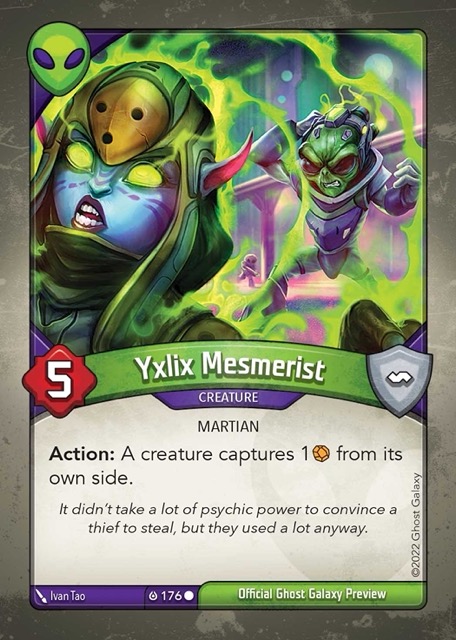 Yxlix Mesmerist
5
CREATURE
MARTIAN
Action: A creature captures 1 from its
own side.
It didn't take a lot of psychic power to convince a
thief to steal, but they used a lot anyway.
©2022 Ghost Galaxy
Ivan Tao
176
Official Ghost Galaxy Preview